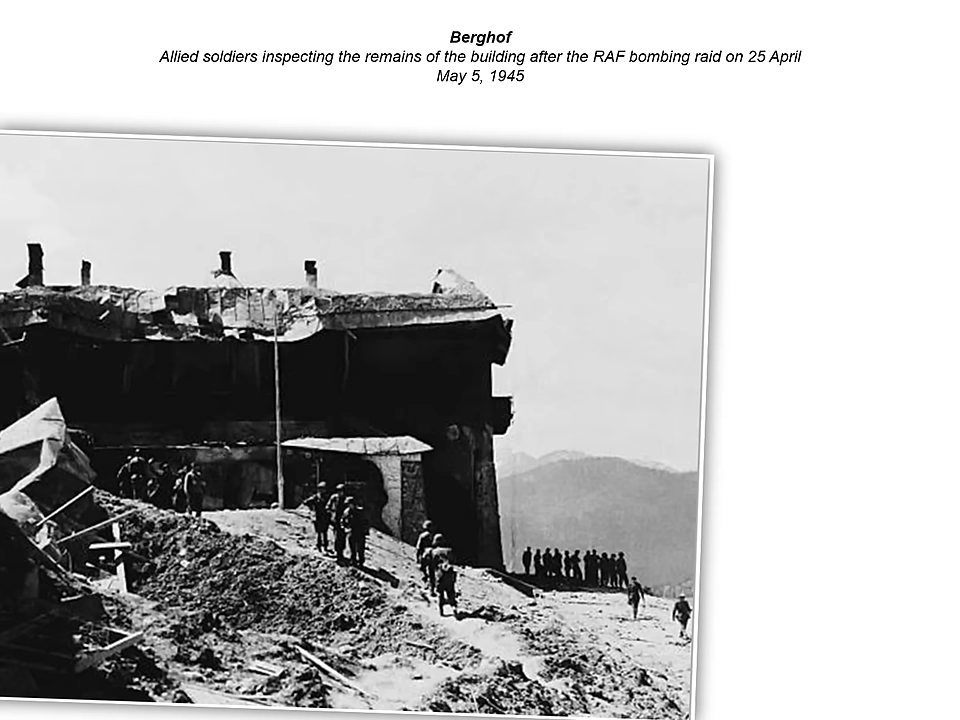 Berghof
Allied soldiers inspecting the remains of the building after the RAF bombing raid on 25 April
May 5, 1945